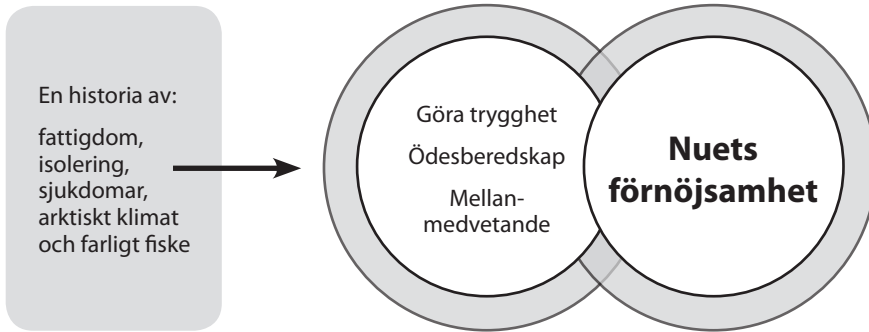 En historia av:
fattigdom,
isolering,
sjukdomar,
arktiskt klimat
och farligt fiske
Göra trygghet
Ödesberedskap
Mellan-
medvetande
Nuets
förnöjsamhet